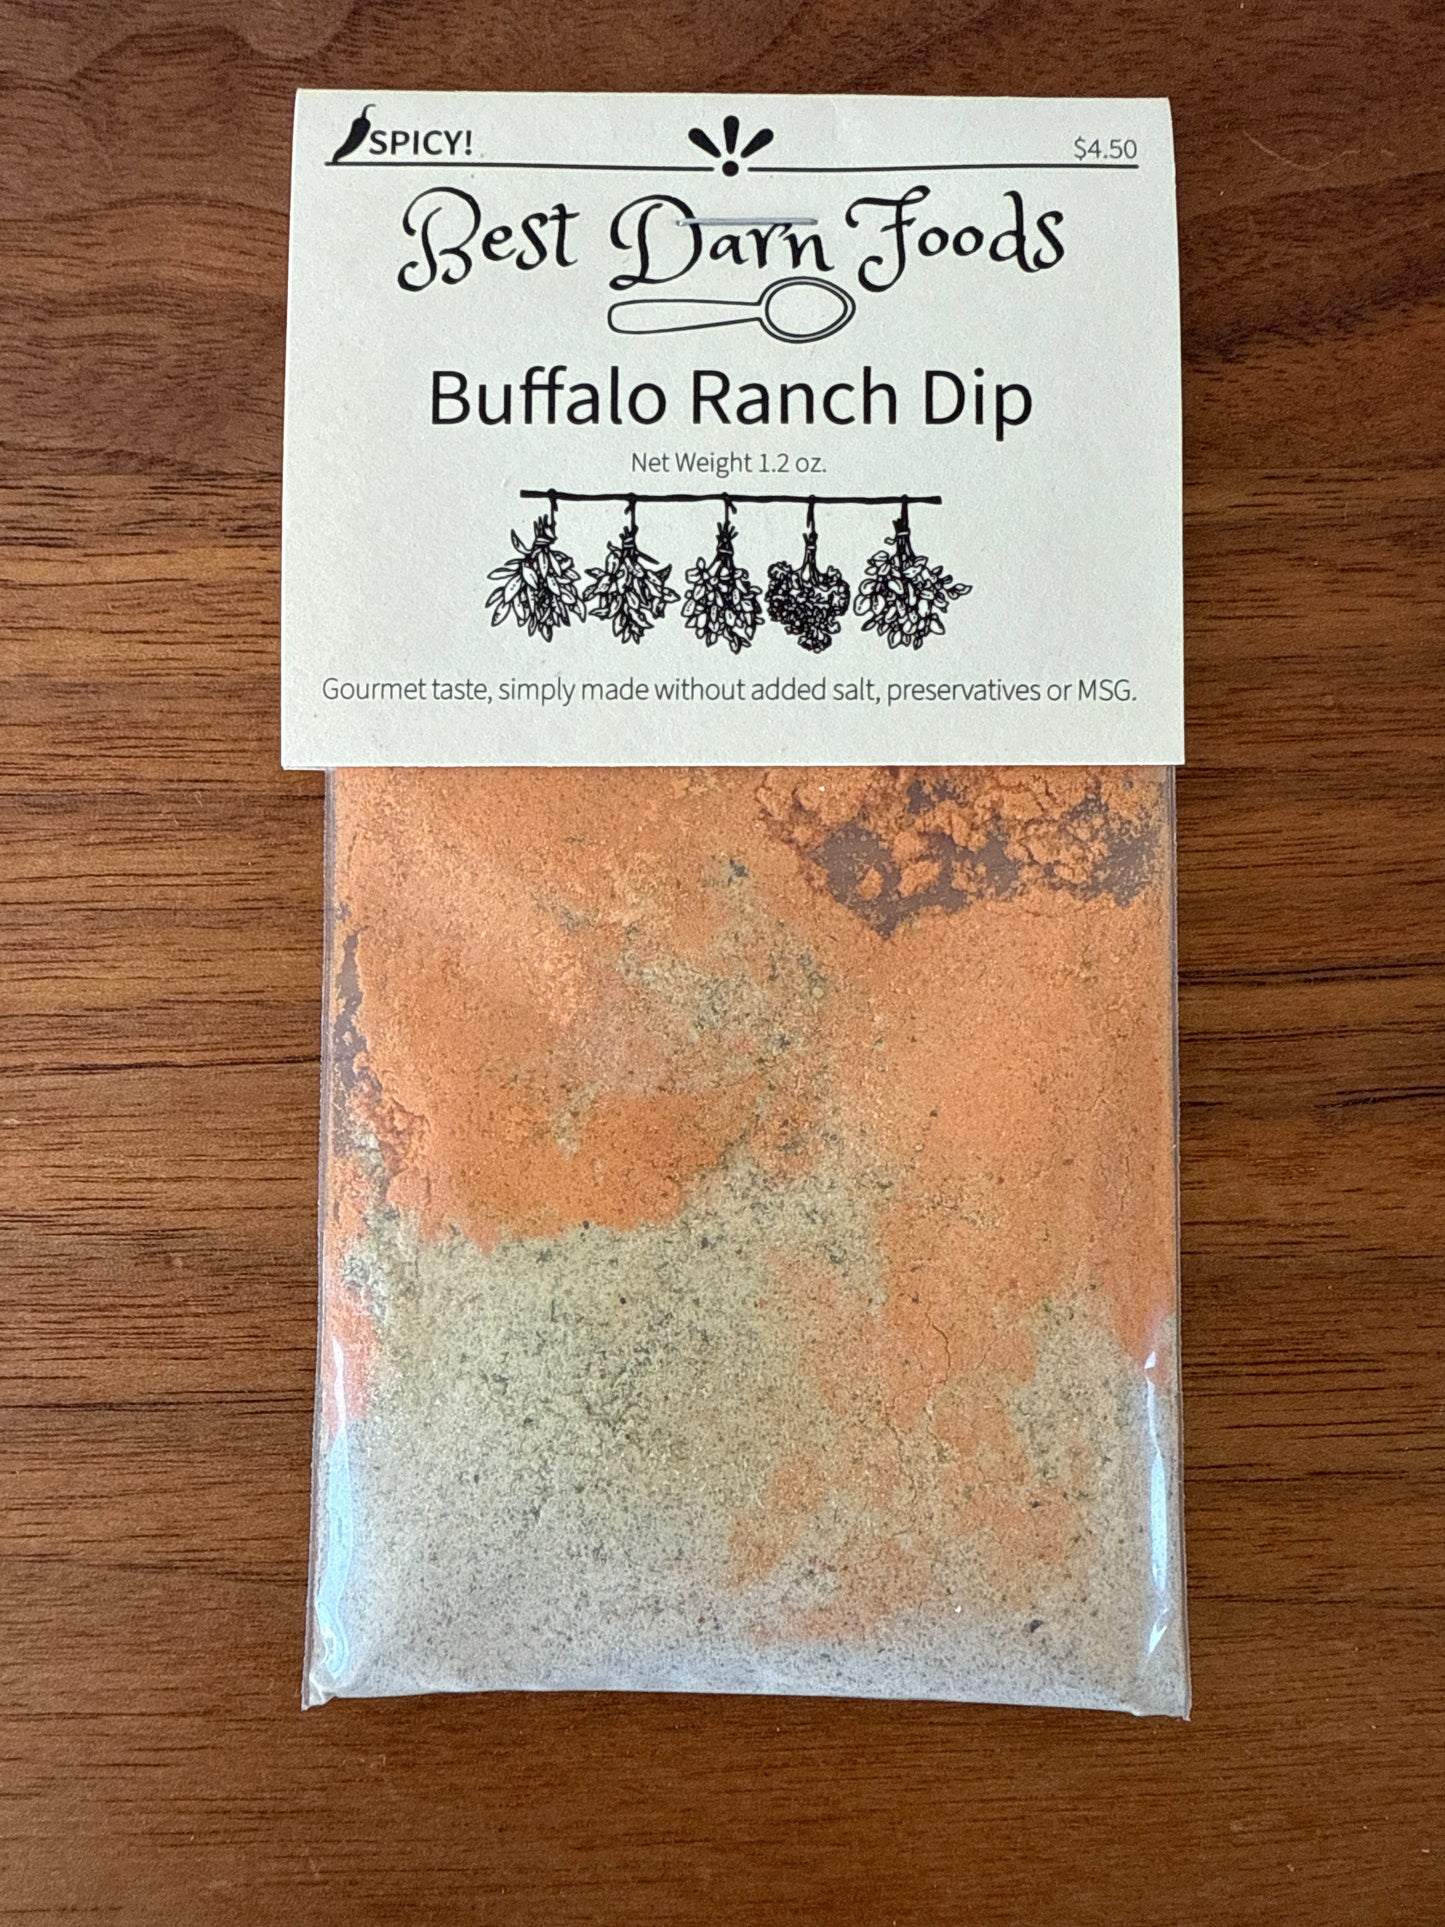 SPICY!
$4.50
Best Darn Foods
Buffalo Ranch Dip
Net Weight 1.2 oz.
Gourmet taste, simply made without added salt, preservatives or MSG.